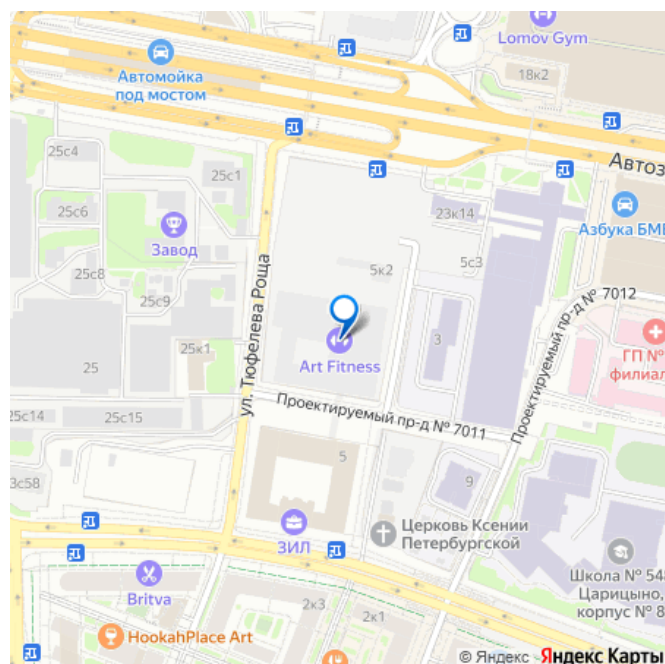 Lomov Gym
Автомойка
под мостом
18к2
25с4
25с1
Автоз
25с6
23к14
Завод
Азбука БМВ
5к2
5с3
25с8
25с9
ул. Тюфелева Роща
Проектируемый пр-д № 7012
3
ГП №
филиал
25к1
25
Art Fitness
Проектируемый пр-д № 7011
25с14
25с15
5
9
3с58
ЗИЛ
Церковь Ксении
Петербургской
Школа № 548
Царицыно,
корпус № 8
Britva
2к3
2к1
HookahPlace Art
© Яндекс Яндекс Карты